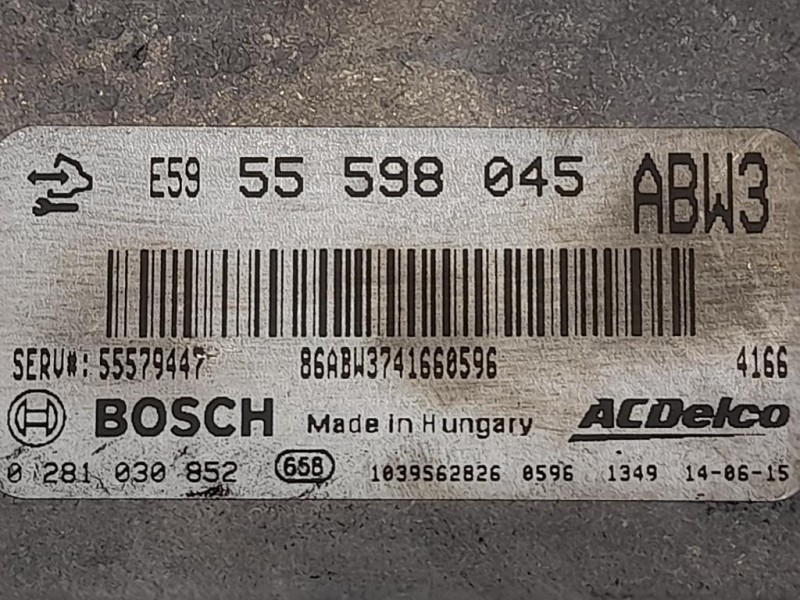 E59 55 598 045 ABW3
SERV#: 55579447 86ABW3741660596 4166
BOSCH Made in Hungary ACDelco
0 281 030 852 658 1039S62826 0596 1349 14-06-15